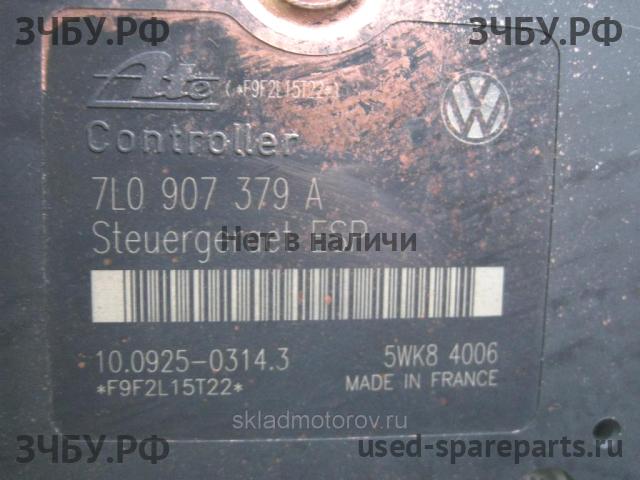 ЗЧБУ.РФ ЗЧБУ.РФ
Ate (*F9F2L15T22*)
Controller
7L0 907 379 A
Steuergeraet ESP
Нет в наличи
10.0925-0314.3 5WK8 4006
*F9F2L15T22* MADE IN FRANCE
skladmotorov.ru
ЗЧБУ.РФ used-spareparts.ru